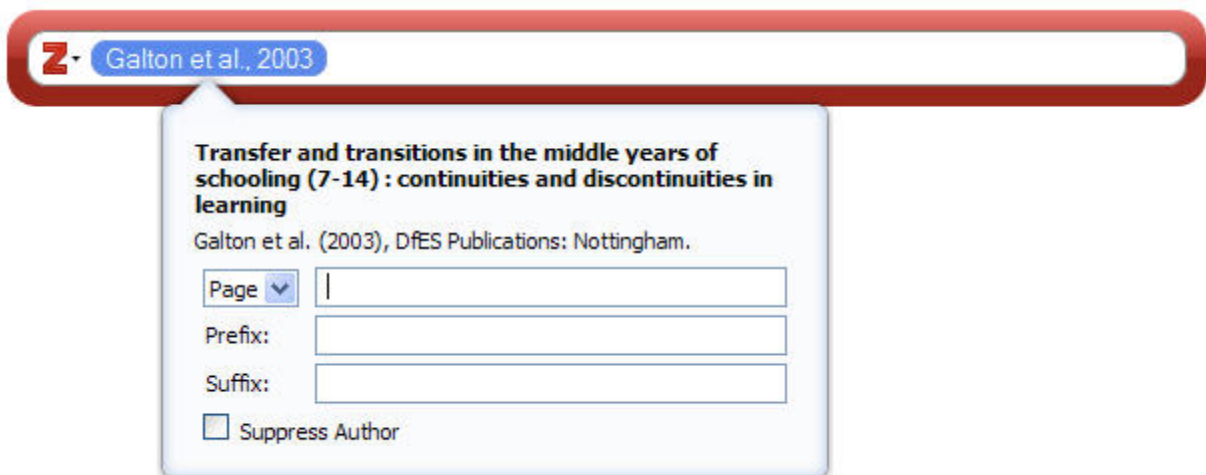 Z Galton et al., 2003
Transfer and transitions in the middle years of
schooling (7-14) : continuities and discontinuities in
learning
Galton et al. (2003), DfES Publications: Nottingham.
Page
Prefix:
Suffix:
Suppress Author